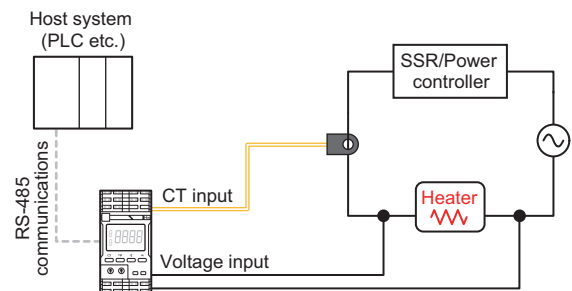 Host system
(PLC etc.)
SSR/Power
controller
RS-485
communications
CT input
Heater
Voltage input